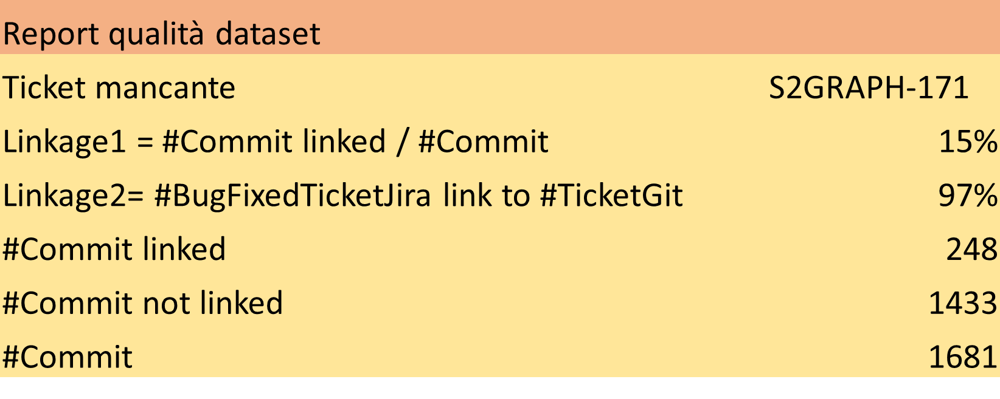 Report qualità dataset
Ticket mancante S2GRAPH-171
Linkage1 = #Commit linked / #Commit 15%
Linkage2= #BugFixedTicketJira link to #TicketGit 97%
#Commit linked 248
#Commit not linked 1433
#Commit 1681